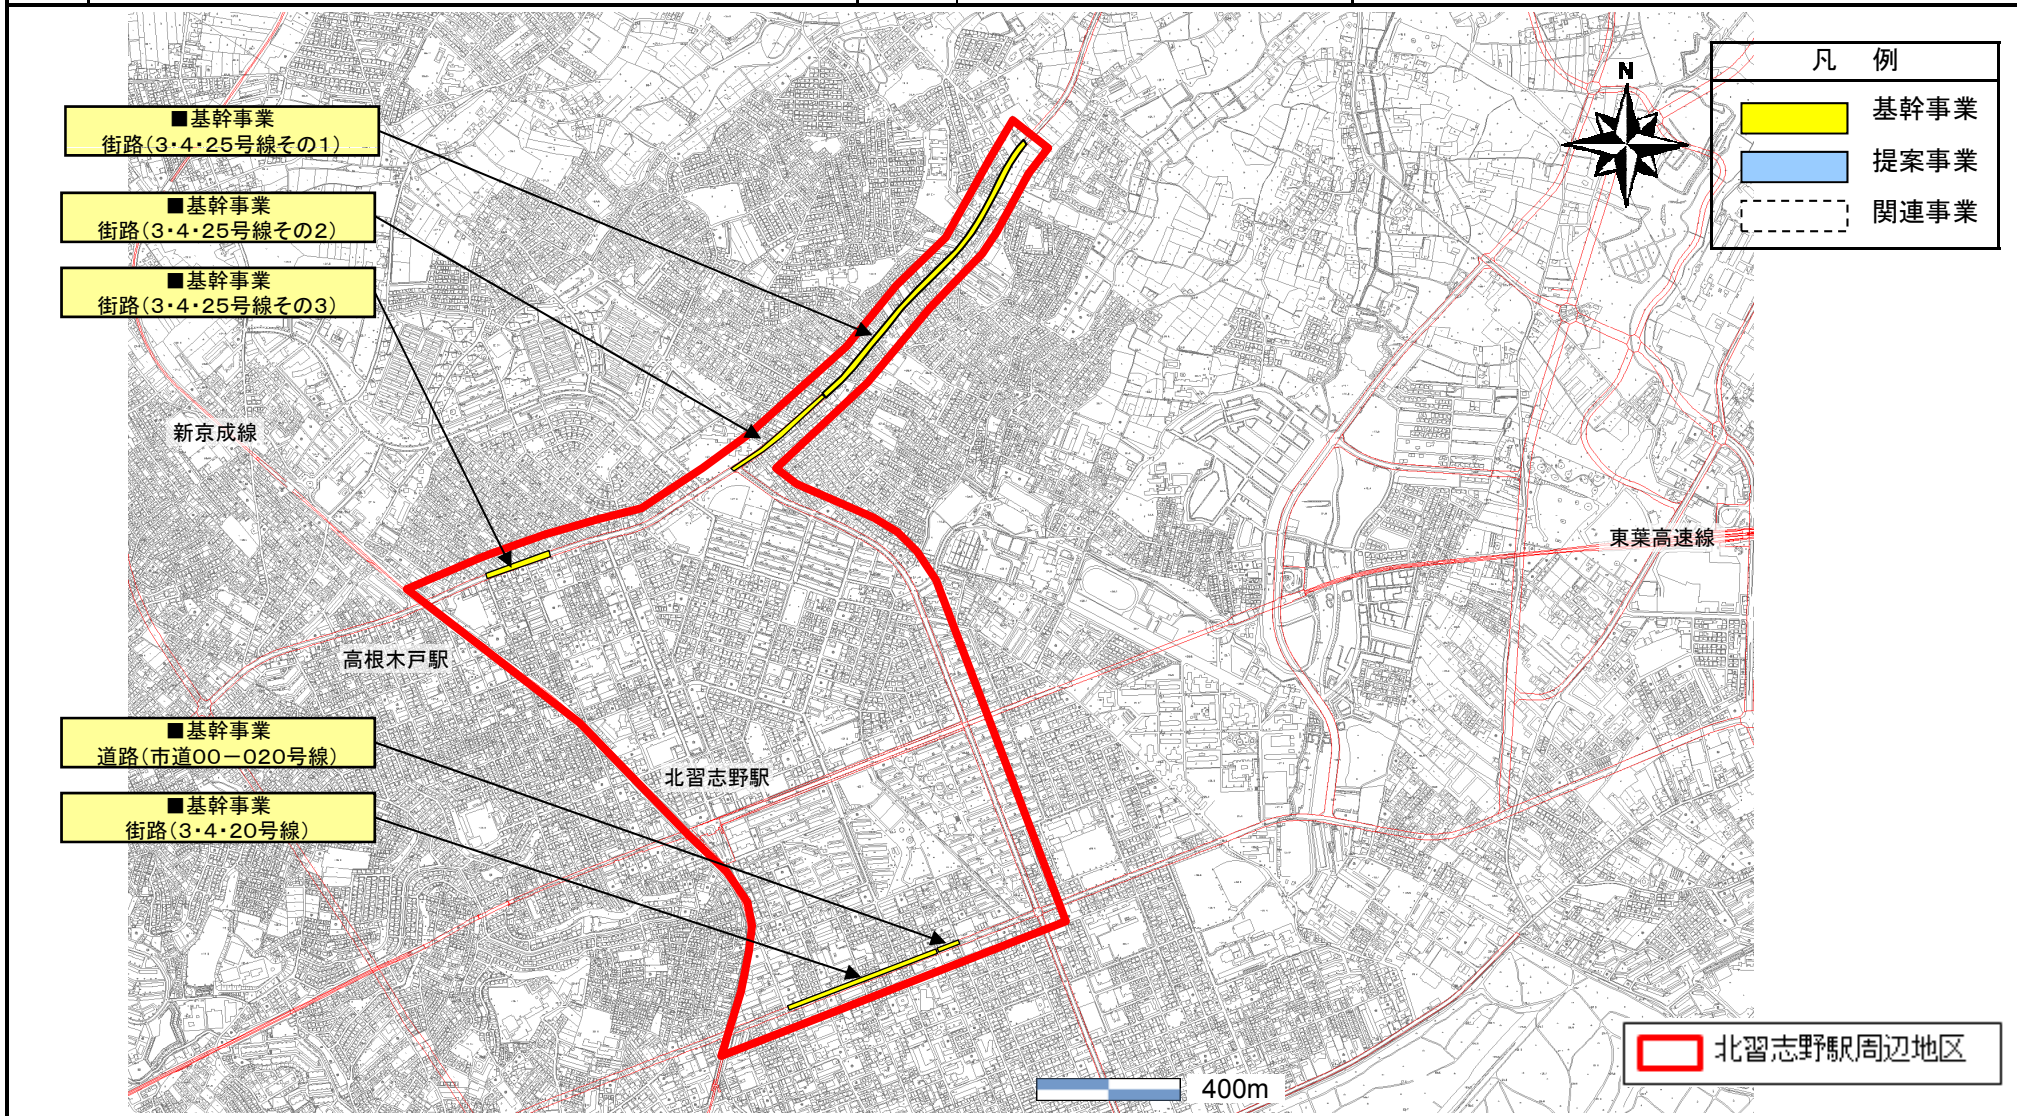 ■基幹事業
街路(3・4・25号線その1)
■基幹事業
街路(3・4・25号線その2)
■基幹事業
街路(3・4・25号線その3)
新京成線
高根木戸駅
■基幹事業
道路(市道00－020号線)
■基幹事業
街路(3・4・20号線)
北習志野駅
東葉高速線
N
凡 例
基幹事業
提案事業
関連事業
北習志野駅周辺地区
400m